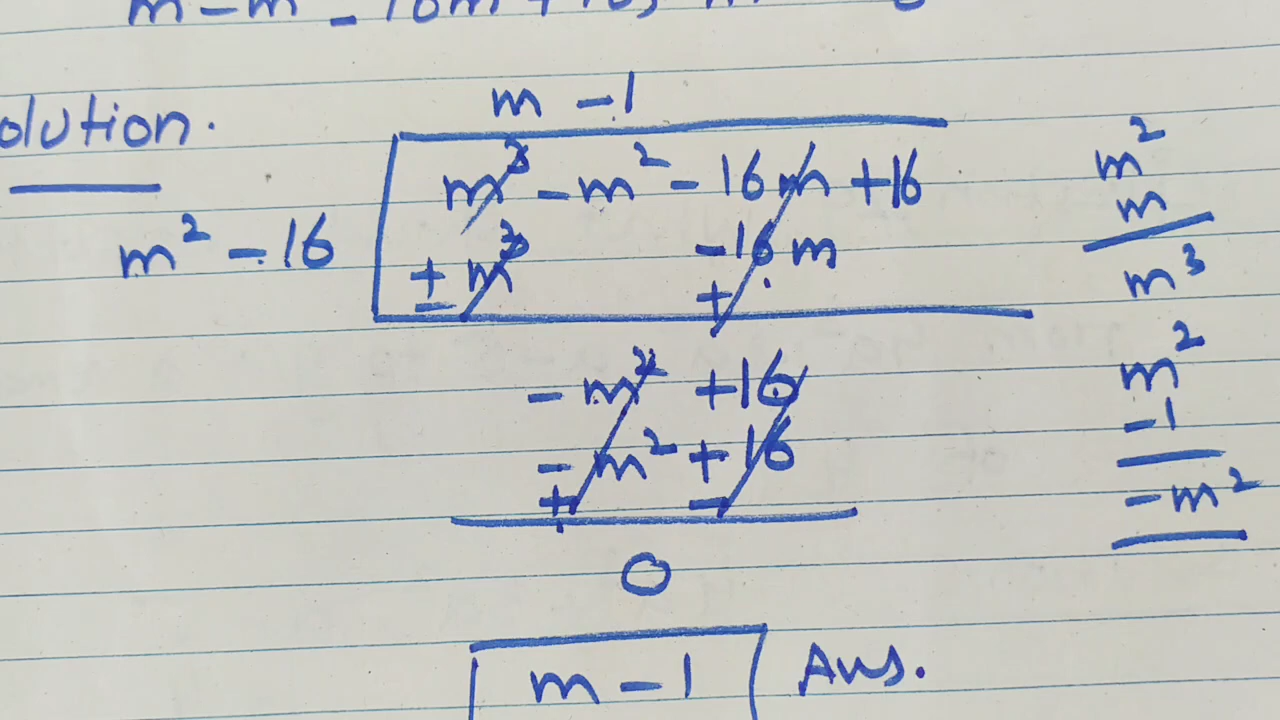 olution.
m - 1
m² - 16
m³ - m² - 16m + 16
± m³ - 16m
- +
- m² + 16
- m² + 16
+ -
0
m - 1 Ans.
m²
m
m³
m²
- 1
- m²